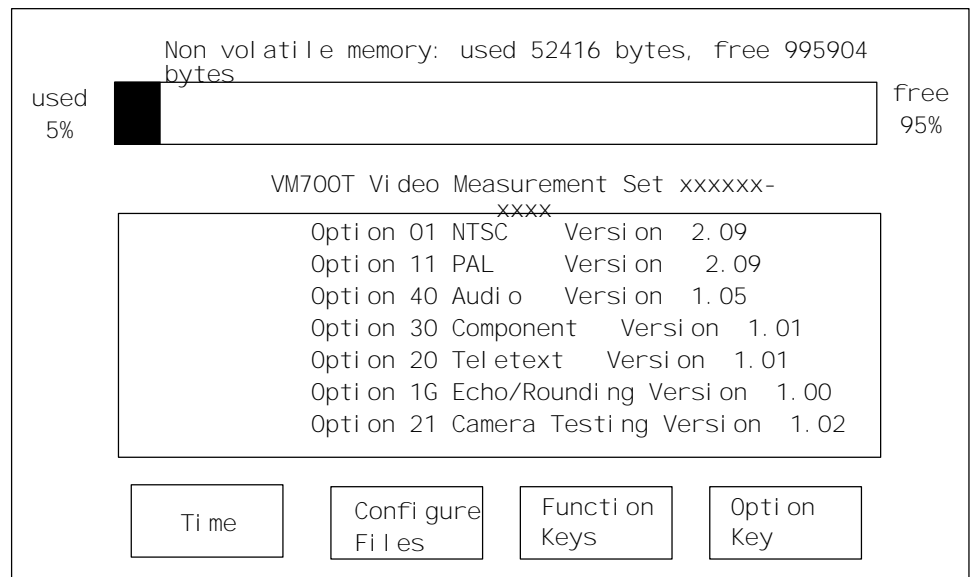 Non volatile memory: used 52416 bytes, free 995904
bytes
used
5%
free
95%
VM700T Video Measurement Set xxxxxx-
xxxx
Option 01 NTSC Version 2.09
Option 11 PAL Version 2.09
Option 40 Audio Version 1.05
Option 30 Component Version 1.01
Option 20 Teletext Version 1.01
Option 1G Echo/Rounding Version 1.00
Option 21 Camera Testing Version 1.02
Time
Configure
Files
Function
Keys
Option
Key